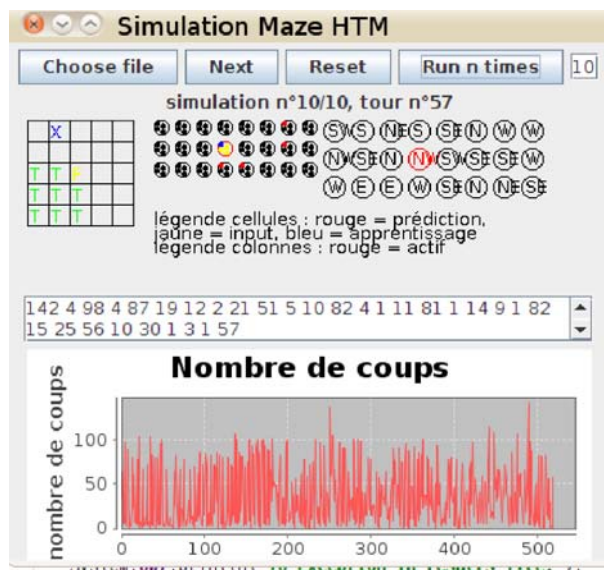 Simulation Maze HTM
Choose file Next Reset Run n times 10
simulation n°10/10, tour n°57
X
T T
T T T
T T T
légende cellules : rouge = prédiction,
jaune = input, bleu = apprentissage
légende colonnes : rouge = actif
142 4 98 4 87 19 12 2 21 51 5 10 82 4 1 11 81 1 14 9 1 82
15 25 56 10 30 1 3 1 57
Nombre de coups
nombre de coups
100
50
0
0 100 200 300 400 500